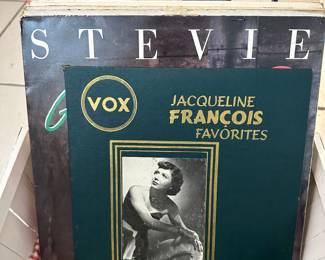 STEVIE
VOX
JACQUELINE
FRANÇOIS
FAVORITES